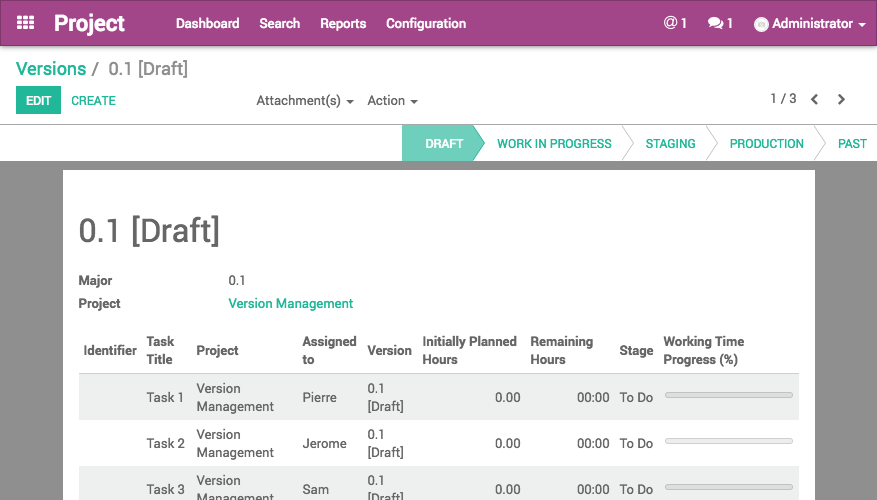 Project Dashboard Search Reports Configuration @ 1 1 Administrator
Versions / 0.1 [Draft]
EDIT CREATE Attachment(s) Action 1 / 3
DRAFT WORK IN PROGRESS STAGING PRODUCTION PAST
0.1 [Draft]
Major 0.1
Project Version Management
Identifier Task Title Project Assigned to Version Initially Planned Hours Remaining Hours Stage Working Time Progress (%)
Task 1 Version Management Pierre 0.1 [Draft] 0.00 00:00 To Do
Task 2 Version Management Jerome 0.1 [Draft] 0.00 00:00 To Do
Task 3 Version Management Sam 0.1 [Draft] 0.00 00:00 To Do